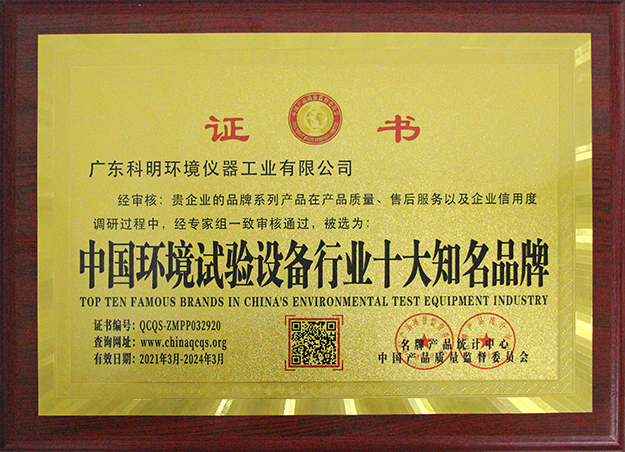 证书
广东科明环境仪器工业有限公司
经审核：贵企业的品牌系列产品在产品质量、售后服务以及企业信用度
调研过程中，经专家组一致审核通过，被选为：
中国环境试验设备行业十大知名品牌
TOP TEN FAMOUS BRANDS IN CHINA'S ENVIRONMENTAL TEST EQUIPMENT INDUSTRY
证书编号：QCQS-ZMPP032920
查询网址：www.chinaqcqs.org
有效日期：2021年3月-2024年3月
名牌产品统计中心
中国产品质量监督委员会